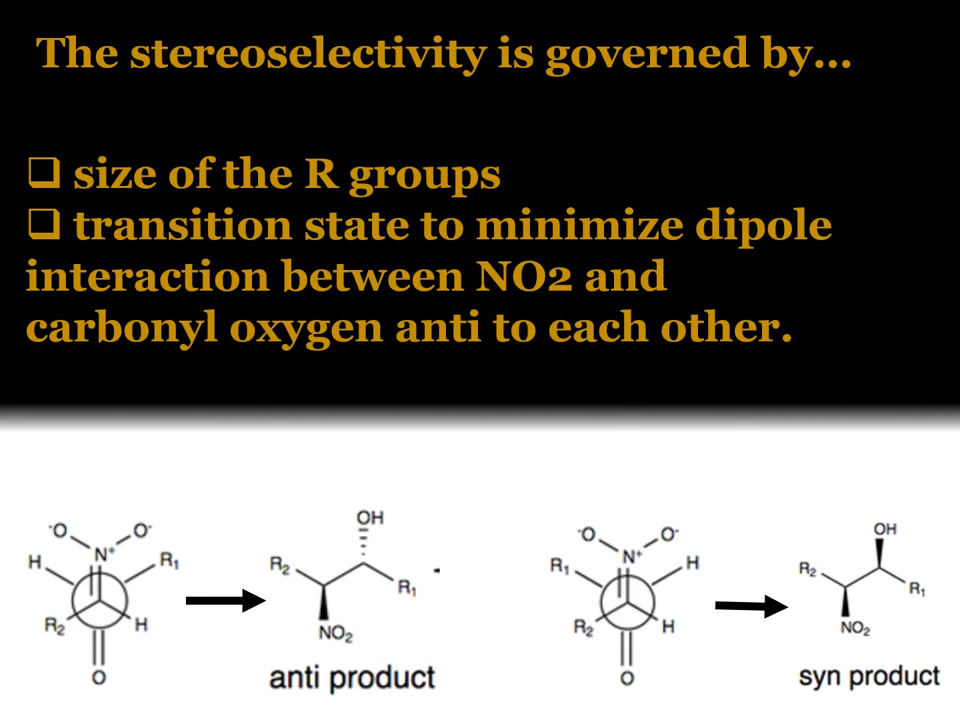 The stereoselectivity is governed by...
❑ size of the R groups
❑ transition state to minimize dipole
interaction between NO2 and
carbonyl oxygen anti to each other.
-O O-
N+
H R1
R2 H
O
OH
R2
R1
NO2
anti product
-O O-
N+
R1 H
R2 H
O
OH
R2
R1
NO2
syn product